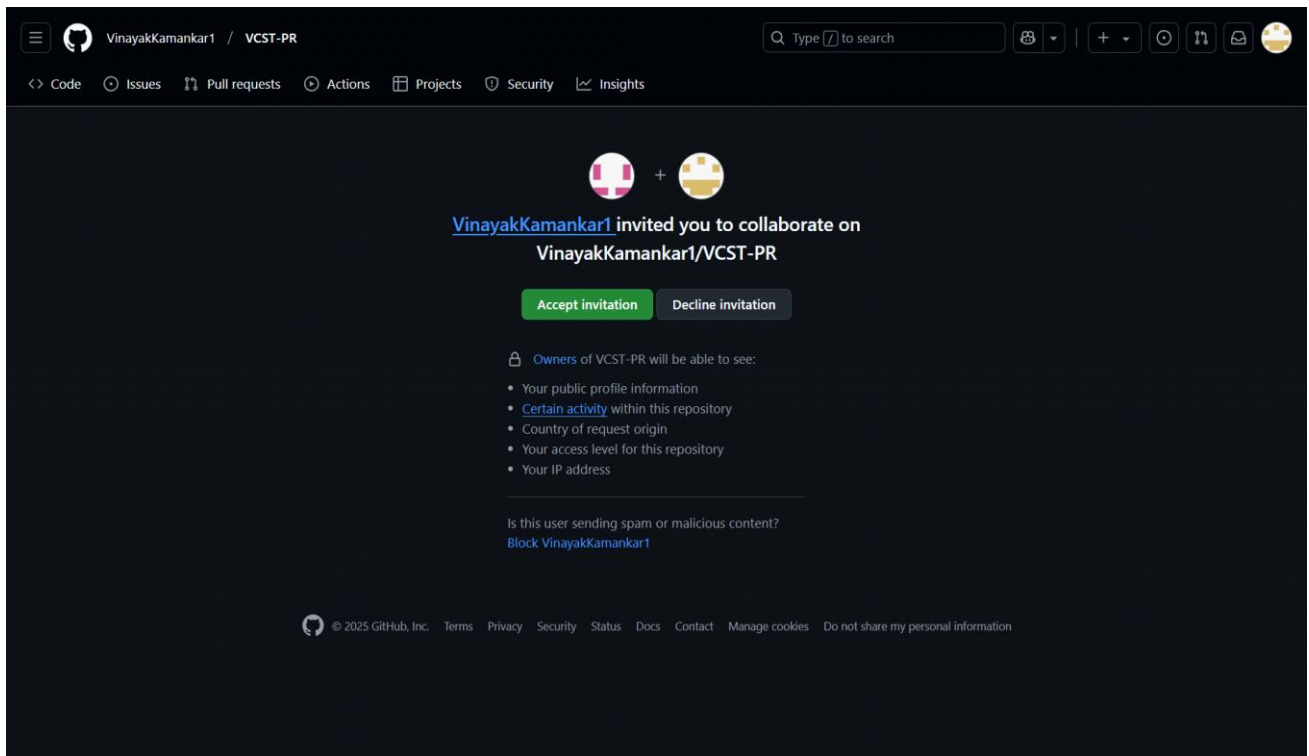 VinayakKamankar1 / VCST-PR
Type / to search
<> Code Issues Pull requests Actions Projects Security Insights
+
VinayakKamankar1 invited you to collaborate on
VinayakKamankar1/VCST-PR
Accept invitation Decline invitation
Owners of VCST-PR will be able to see:
• Your public profile information
• Certain activity within this repository
• Country of request origin
• Your access level for this repository
• Your IP address
Is this user sending spam or malicious content?
Block VinayakKamankar1
© 2025 GitHub, Inc. Terms Privacy Security Status Docs Contact Manage cookies Do not share my personal information